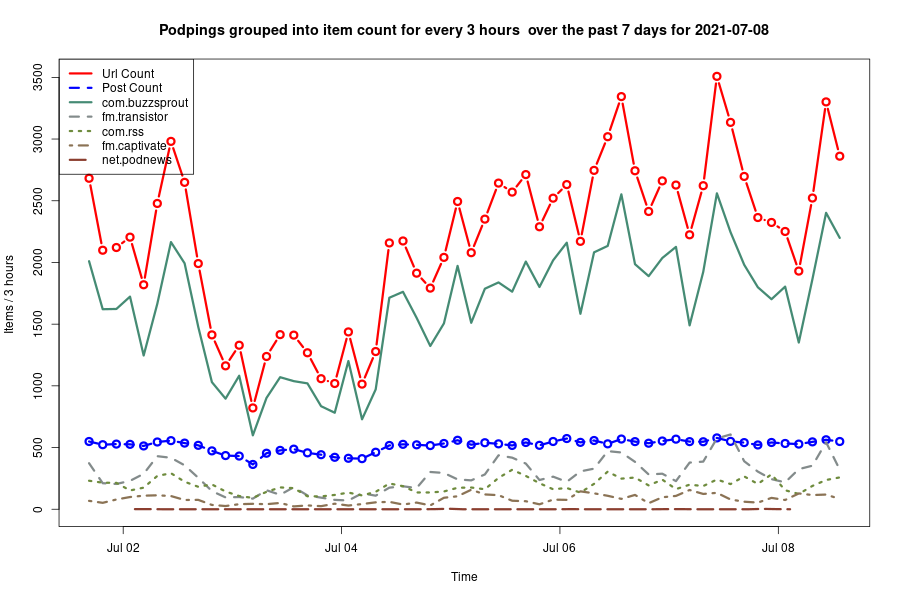 Podpings grouped into item count for every 3 hours  over the past 7 days for 2021-07-08
Url Count
Post Count
com.buzzsprout
fm.transistor
com.rss
fm.captivate
net.podnews
3500
3000
2500
2000
1500
1000
500
0
Items / 3 hours
Jul 02
Jul 04
Jul 06
Jul 08
Time